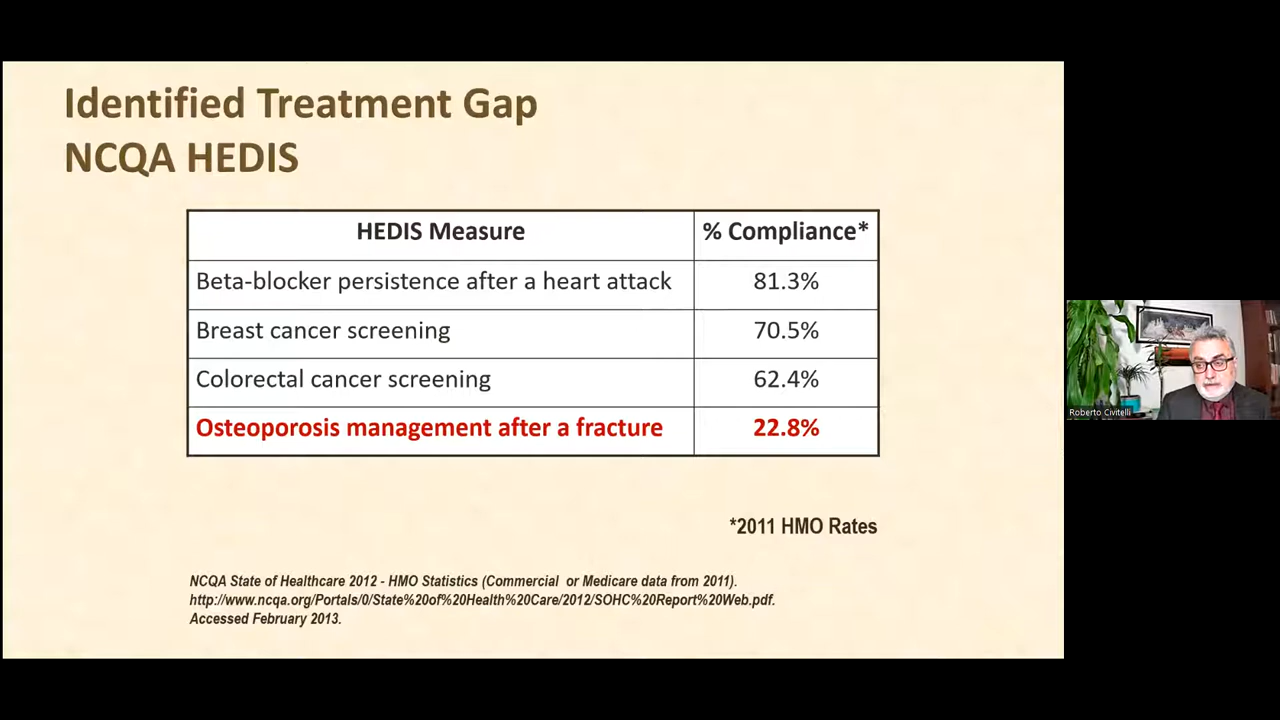 Identified Treatment Gap
NCQA HEDIS
HEDIS Measure % Compliance*
Beta-blocker persistence after a heart attack 81.3%
Breast cancer screening 70.5%
Colorectal cancer screening 62.4%
Osteoporosis management after a fracture 22.8%
*2011 HMO Rates
NCQA State of Healthcare 2012 - HMO Statistics (Commercial or Medicare data from 2011).
http://www.ncqa.org/Portals/0/State%20of%20Health%20Care/2012/SOHC%20Report%20Web.pdf.
Accessed February 2013.
Roberto Civitelli